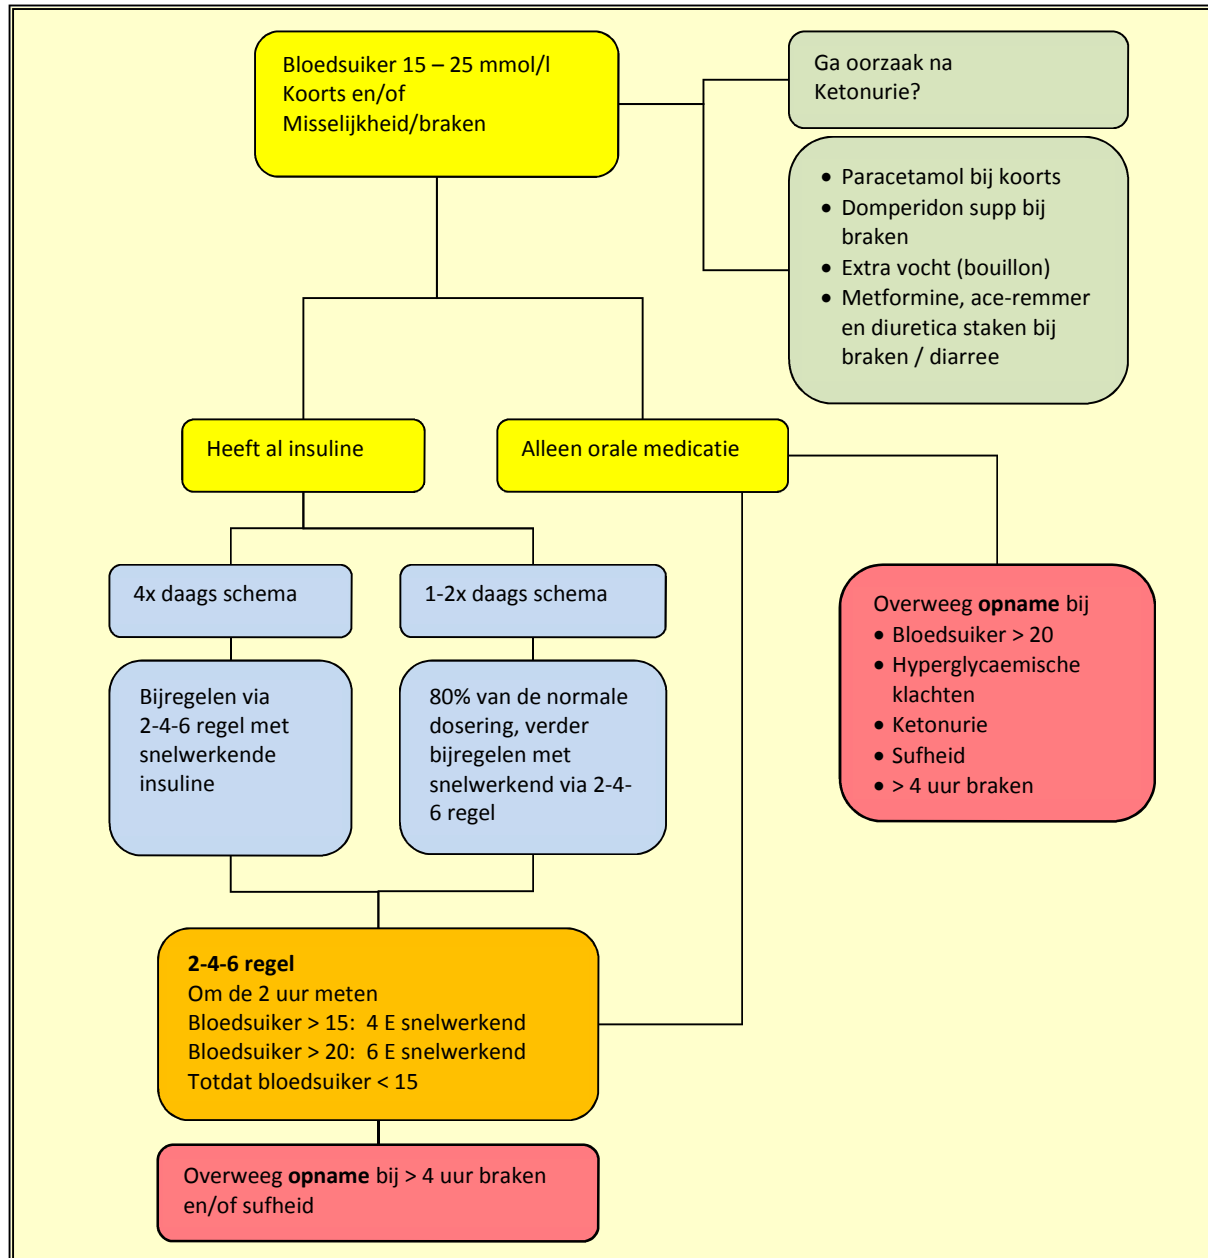 Bloedsuiker 15 – 25 mmol/l
Koorts en/of
Misselijkheid/braken
Ga oorzaak na
Ketonurie?
• Paracetamol bij koorts
• Domperidon supp bij
braken
• Extra vocht (bouillon)
• Metformine, ace-remmer
en diuretica staken bij
braken / diarree
Heeft al insuline
Alleen orale medicatie
4x daags schema
1-2x daags schema
Overweeg opname bij
• Bloedsuiker > 20
• Hyperglycaemische
klachten
• Ketonurie
• Sufheid
• > 4 uur braken
Bijregelen via
2-4-6 regel met
snelwerkende
insuline
80% van de normale
dosering, verder
bijregelen met
snelwerkend via 2-4-
6 regel
2-4-6 regel
Om de 2 uur meten
Bloedsuiker > 15: 4 E snelwerkend
Bloedsuiker > 20: 6 E snelwerkend
Totdat bloedsuiker < 15
Overweeg opname bij > 4 uur braken
en/of sufheid